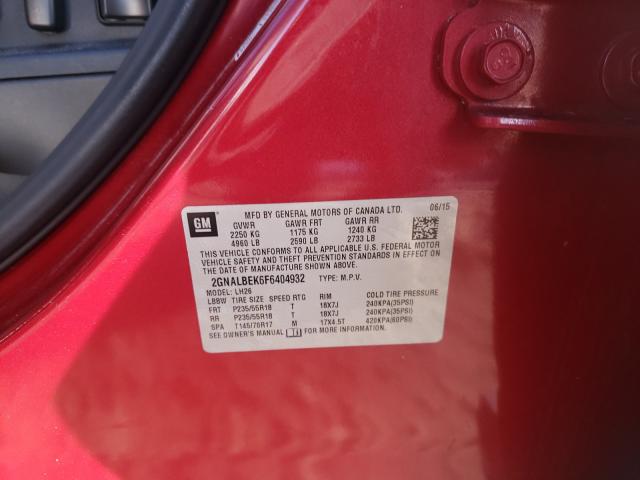 GM
MFD BY GENERAL MOTORS OF CANADA LTD. 06/15
GVWR GAWR FRT GAWR RR
2250 KG 1175 KG 1240 KG
4960 LB 2590 LB 2733 LB
THIS VEHICLE CONFORMS TO ALL APPLICABLE U.S. FEDERAL MOTOR
VEHICLE SAFETY AND THEFT PREVENTION STANDARDS IN EFFECT ON
THE DATE OF MANUFACTURE SHOWN ABOVE.
2GNALBEK6F6404932 TYPE: M.P.V.
MODEL: LH26
LBBW TIRE SIZE SPEED RTG RIM COLD TIRE PRESSURE
FRT P235/55R18 T 18X7J 240KPA(35PSI)
RR P235/55R18 T 18X7J 240KPA(35PSI)
SPA T145/70R17 M 17X4.5T 420KPA(60PSI)
SEE OWNER'S MANUAL FOR MORE INFORMATION.